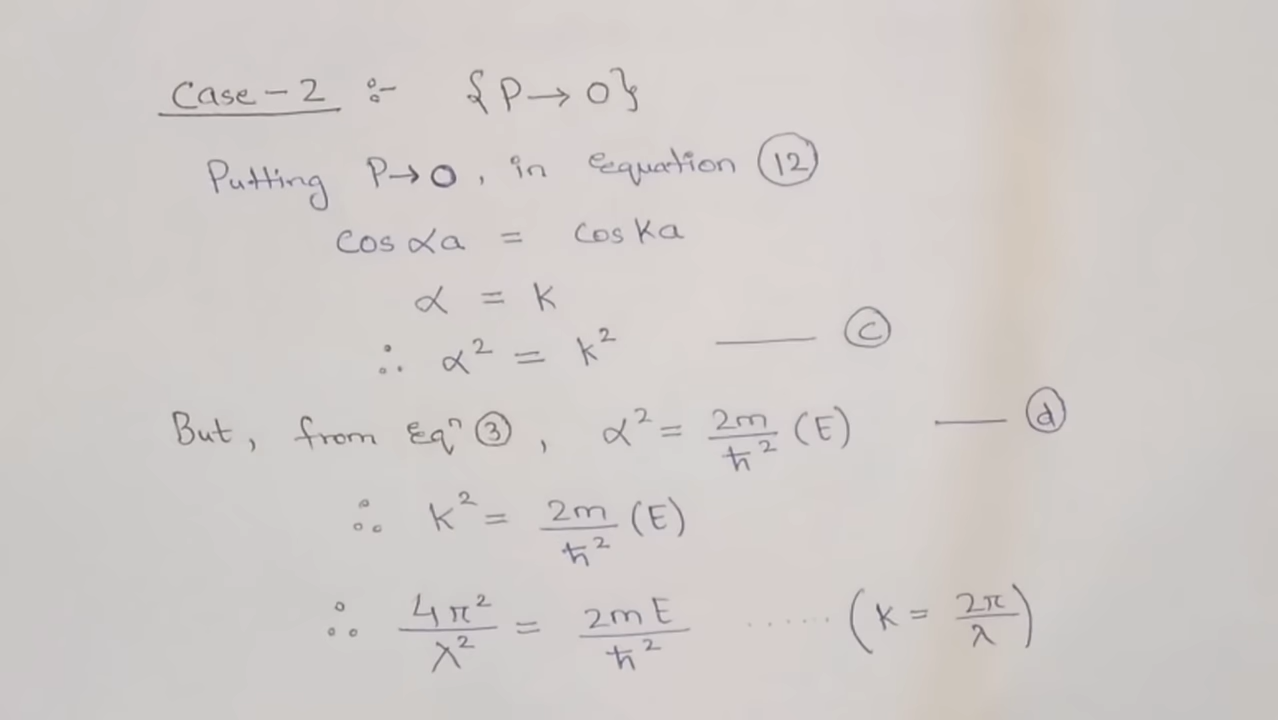 Case - 2 :- {P→0}
Putting P→0, in equation (12)
cos αa = cos Ka
α = K
∴ α² = k² —— (c)
But, from Eqⁿ (3), α² = 2m/ħ² (E) —— (d)
∴ K² = 2m/ħ² (E)
∴ 4π²/λ² = 2mE/ħ² ...... (K = 2π/λ)